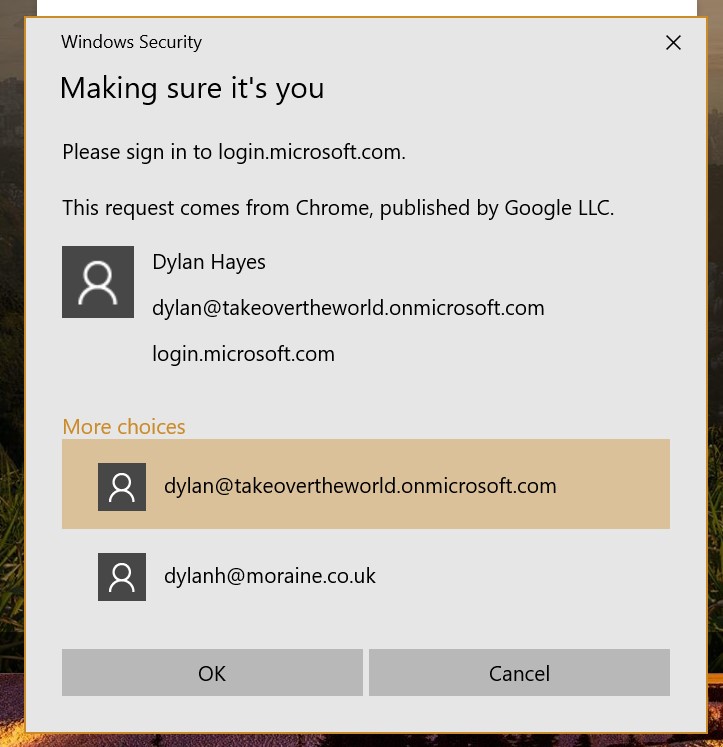 Windows Security
Making sure it's you
Please sign in to login.microsoft.com.
This request comes from Chrome, published by Google LLC.
Dylan Hayes
dylan@takeovertheworld.onmicrosoft.com
login.microsoft.com
More choices
dylan@takeovertheworld.onmicrosoft.com
dylanh@moraine.co.uk
OK
Cancel